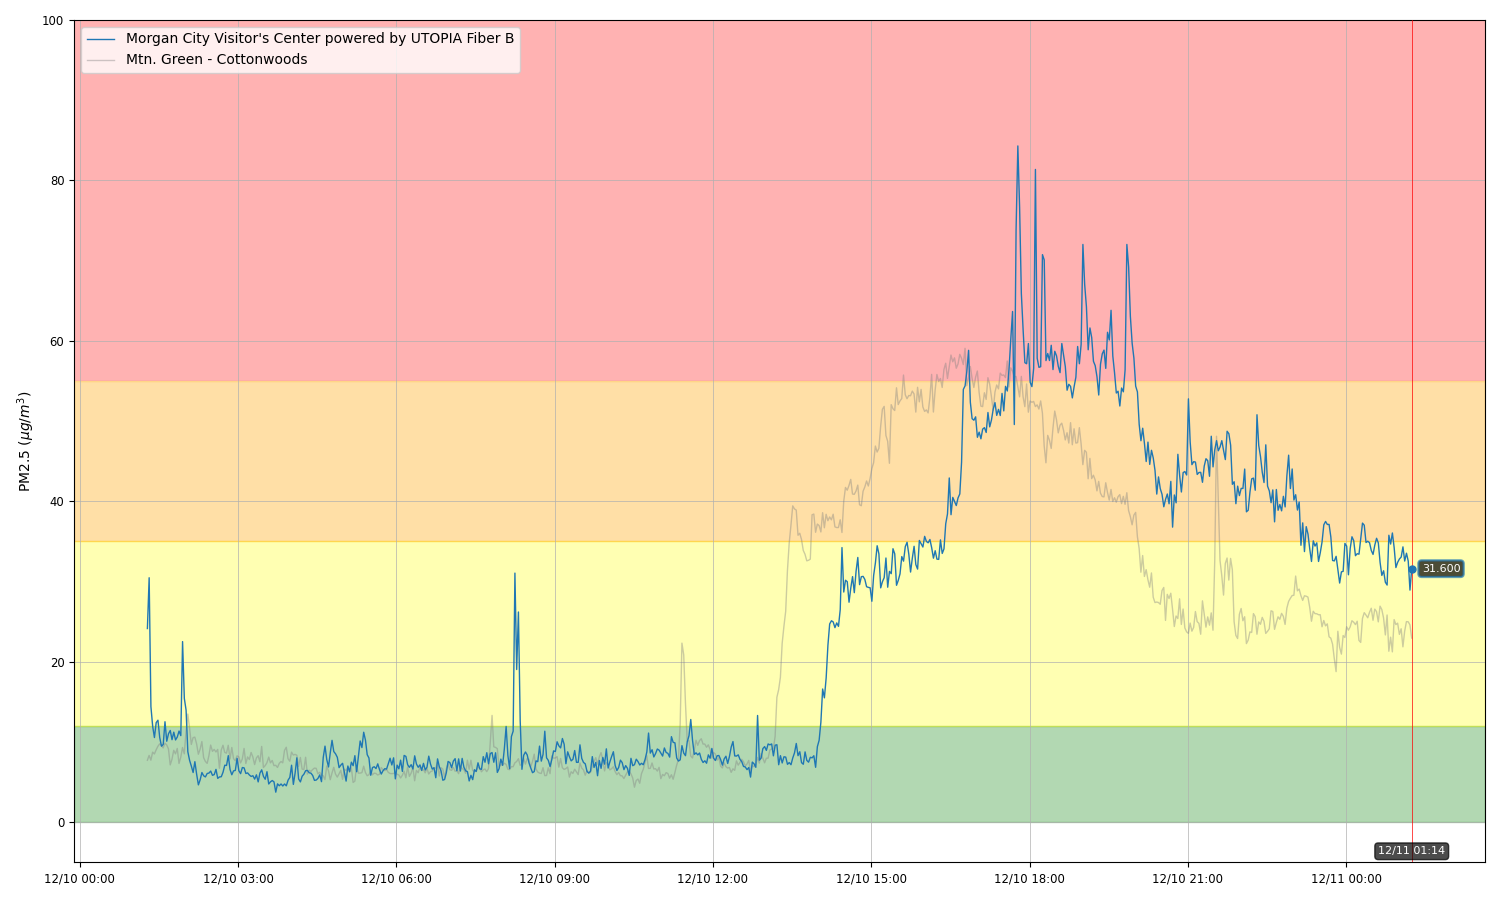 100
Morgan City Visitor's Center powered by UTOPIA Fiber B
Mtn. Green - Cottonwoods
80
60
PM2.5 (μg/m³)
40
31.600
20
0
12/11 01:14
12/10 00:00 12/10 03:00 12/10 06:00 12/10 09:00 12/10 12:00 12/10 15:00 12/10 18:00 12/10 21:00 12/11 00:00